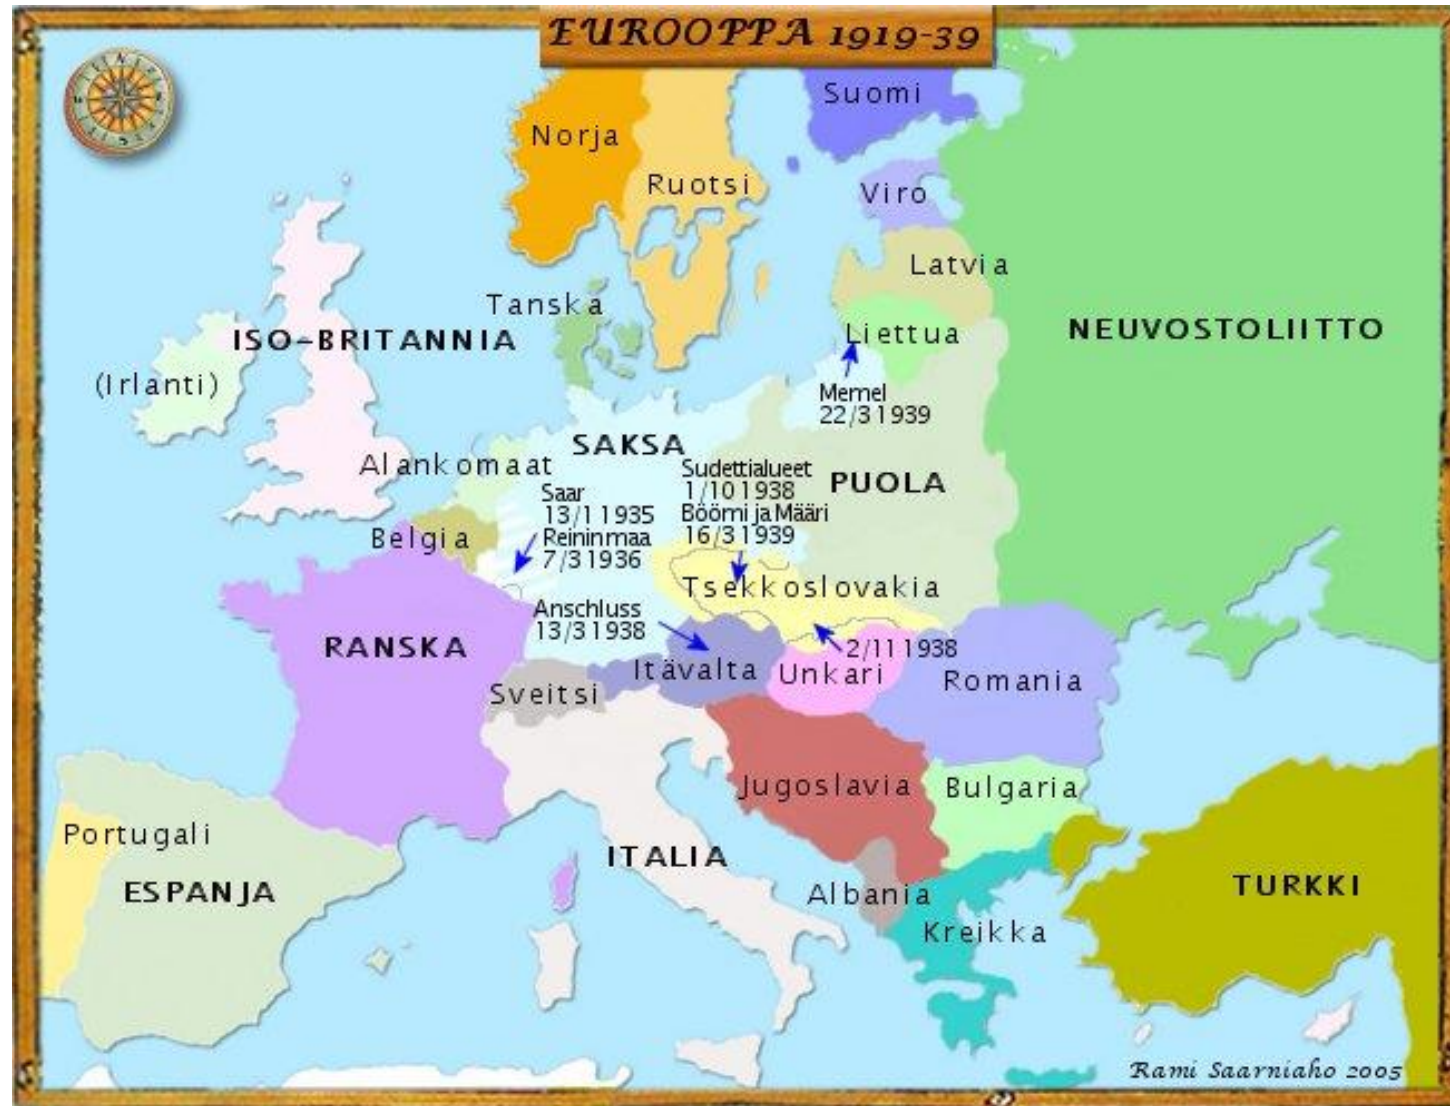 EUROOPPA 1919-39
Suomi
Norja
Ruotsi
Viro
Latvia
Tanska
Liettua
ISO-BRITANNIA
NEUVOSTOLIITTO
(Irlanti)
Memel
22/3 1939
SAKSA
Alankomaat
Sudettialueet
1/10 1938
PUOLA
Saar
13/1 1935
Böömi ja Määri
16/3 1939
Belgia
Reininmaa
7/3 1936
Tsekkoslovakia
Anschluss
13/3 1938
RANSKA
2/11 1938
Itävalta
Unkari
Romania
Sveitsi
Jugoslavia
Bulgaria
Portugali
ITALIA
ESPANJA
Albania
TURKKI
Kreikka
Rami Saarniaho 2005